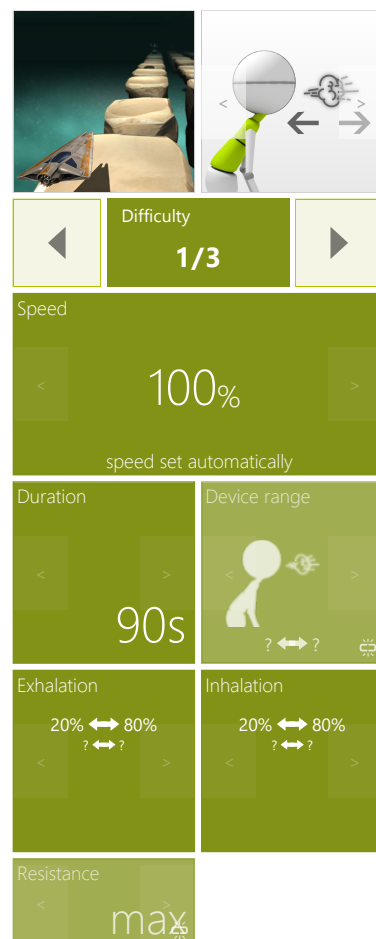 Difficulty
1/3
Speed
< 100% >
speed set automatically
Duration
Device range
< >
< >
90s
? ?
Exhalation
Inhalation
20% 80%
20% 80%
? ?
? ?
< >
< >
Resistance
< >
max